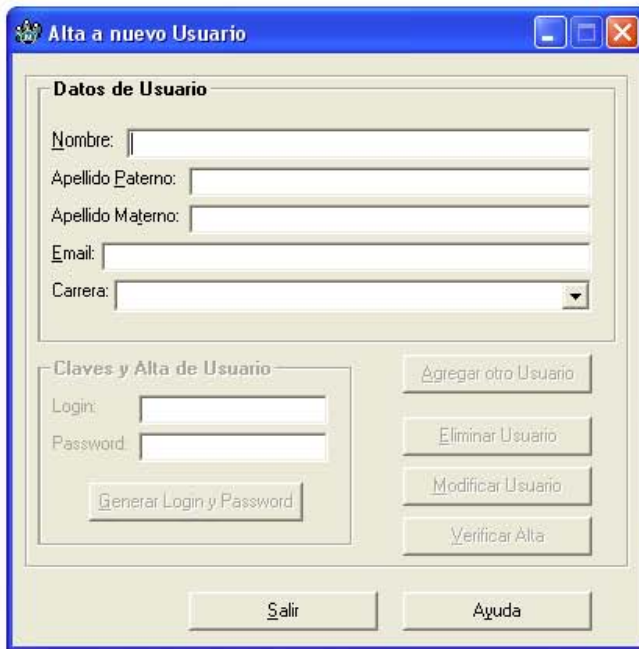 Alta a nuevo Usuario
Datos de Usuario
Nombre:
Apellido Paterno:
Apellido Materno:
Email:
Carrera:
Claves y Alta de Usuario
Login:
Password:
Generar Login y Password
Agregar otro Usuario
Eliminar Usuario
Modificar Usuario
Verificar Alta
Salir
Ayuda